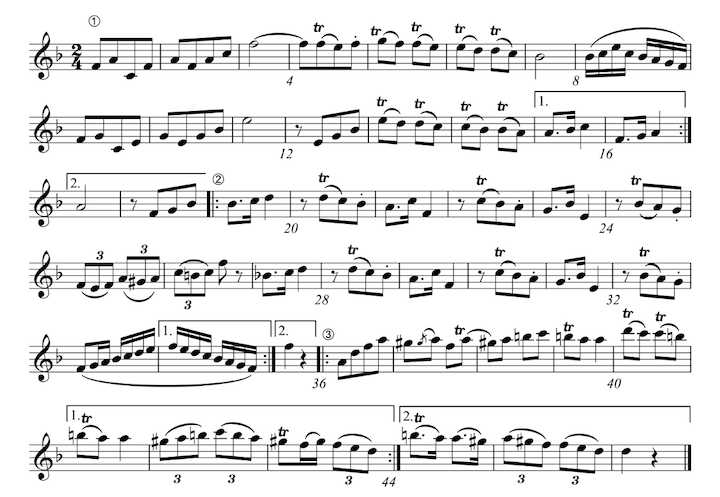 ①
tr tr tr tr tr
2
4
4 8
tr tr tr tr 1.
12 16
2. ② tr tr tr
20 24
3 3 tr tr tr
3 28 32
1. 2. ③ tr tr tr tr
36 40
1. tr tr 2. tr
3 3 3 44 3 3